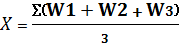 X = Σ(W1 + W2 + W3)
3